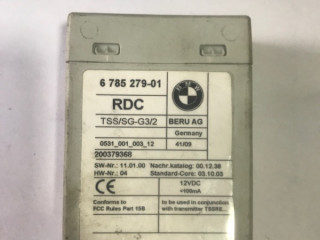 6 785 279-01
BMW
RDC
TSS/SG-G3/2
BERU AG
Germany
0531_001_003_12
41/09
200379368
SW-Nr.: 11.01.00 Nachr.katalog: 00.12.38
HW-Nr.: 04 Standard-Core: 03.10.03
12VDC
<100mA
Conforms to
FCC Rules Part 15B
to be used in conjunction
with transmitter TSSRE..